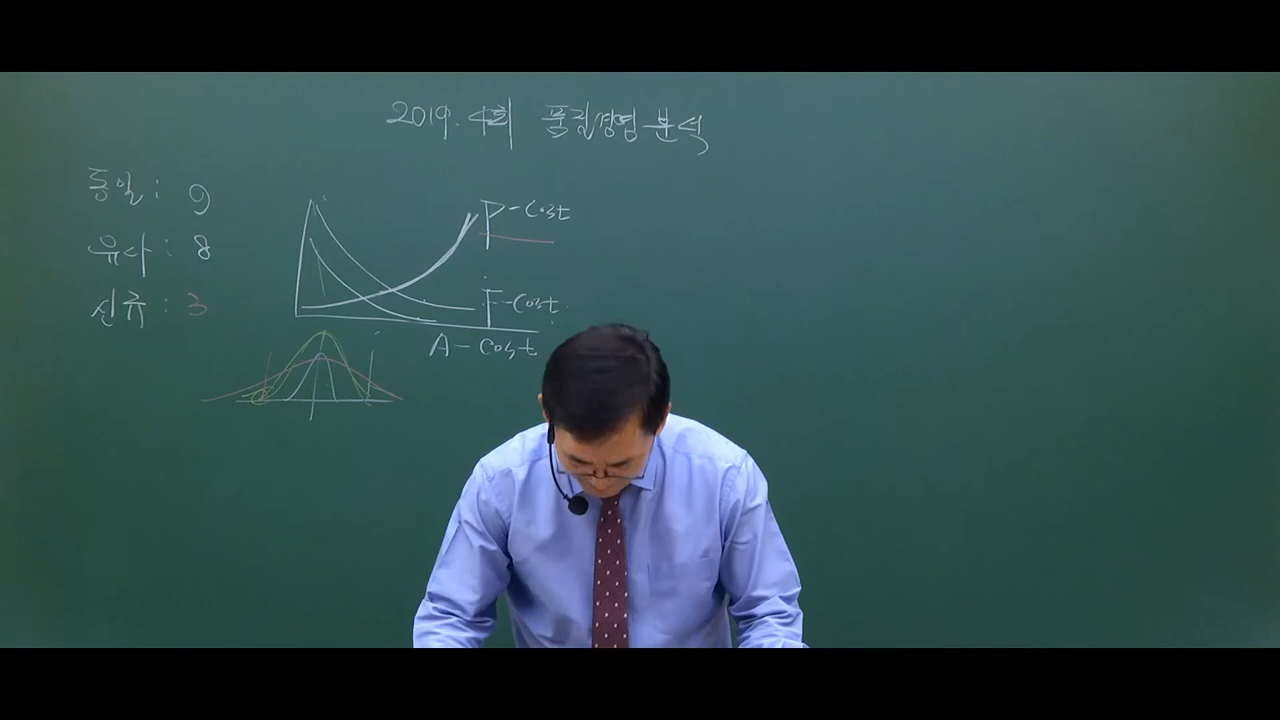 2019. 4회 품질경영 분석
동일 : 9
유사 : 8
신규 : 3
P-Cost
F-Cost
A-Cost